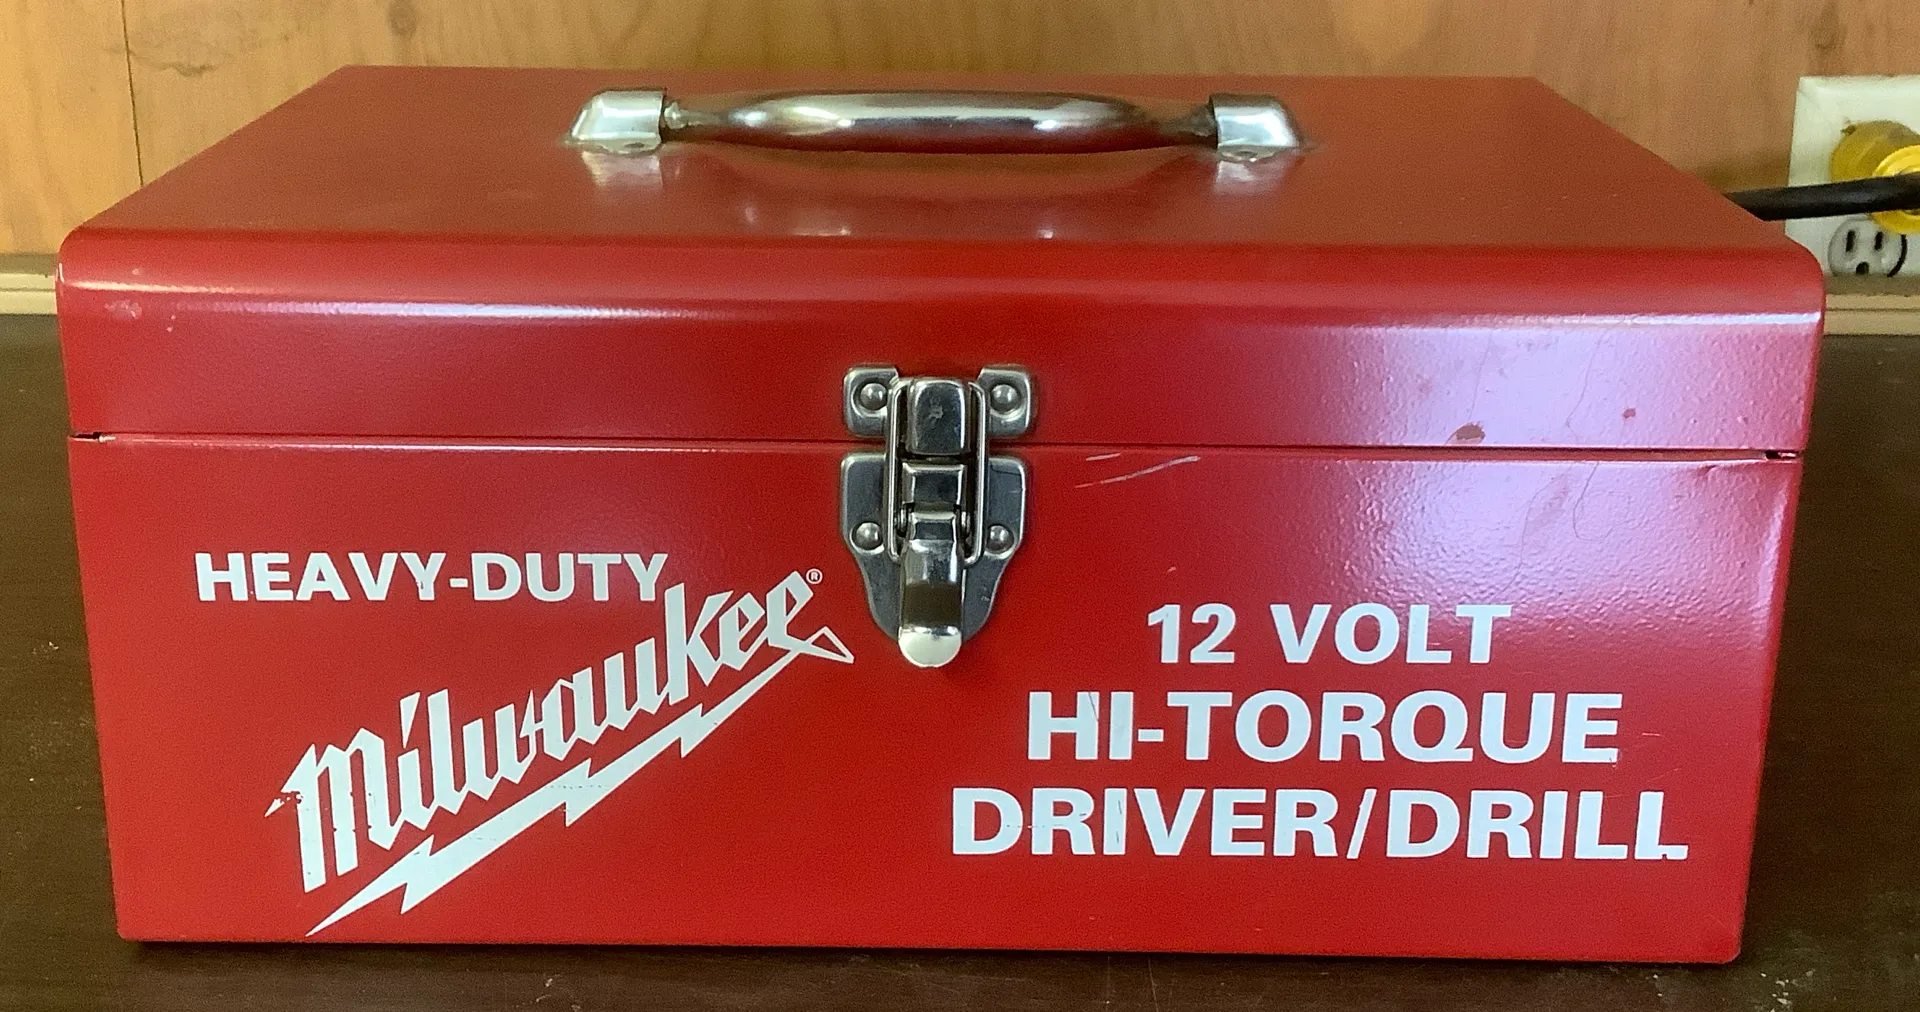 HEAVY-DUTY
Milwaukee®
12 VOLT
HI-TORQUE
DRIVER/DRILL